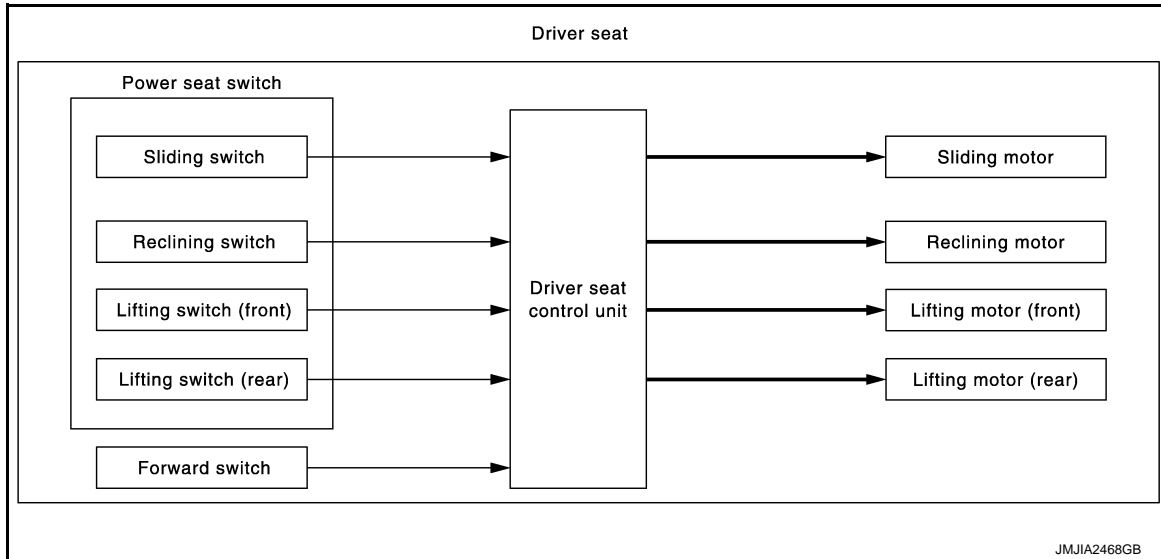 Driver seat
Power seat switch
Sliding switch
Sliding motor
Reclining switch
Reclining motor
Driver seat
control unit
Lifting switch (front)
Lifting motor (front)
Lifting switch (rear)
Lifting motor (rear)
Forward switch
JMJIA2468GB